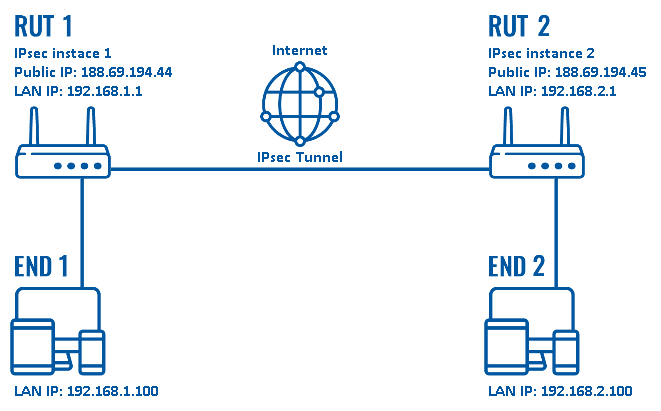 RUT 1
IPsec instace 1
Public IP: 188.69.194.44
LAN IP: 192.168.1.1
Internet
IPsec Tunnel
RUT 2
IPsec instance 2
Public IP: 188.69.194.45
LAN IP: 192.168.2.1
END 1
LAN IP: 192.168.1.100
END 2
LAN IP: 192.168.2.100